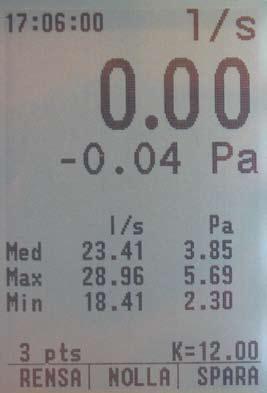 17:06:00 l/s
0.00
-0.04 Pa
l/s Pa
Med 23.41 3.85
Max 28.96 5.69
Min 18.41 2.30
3 pts K=12.00
RENSA| NOLLA| SPARA